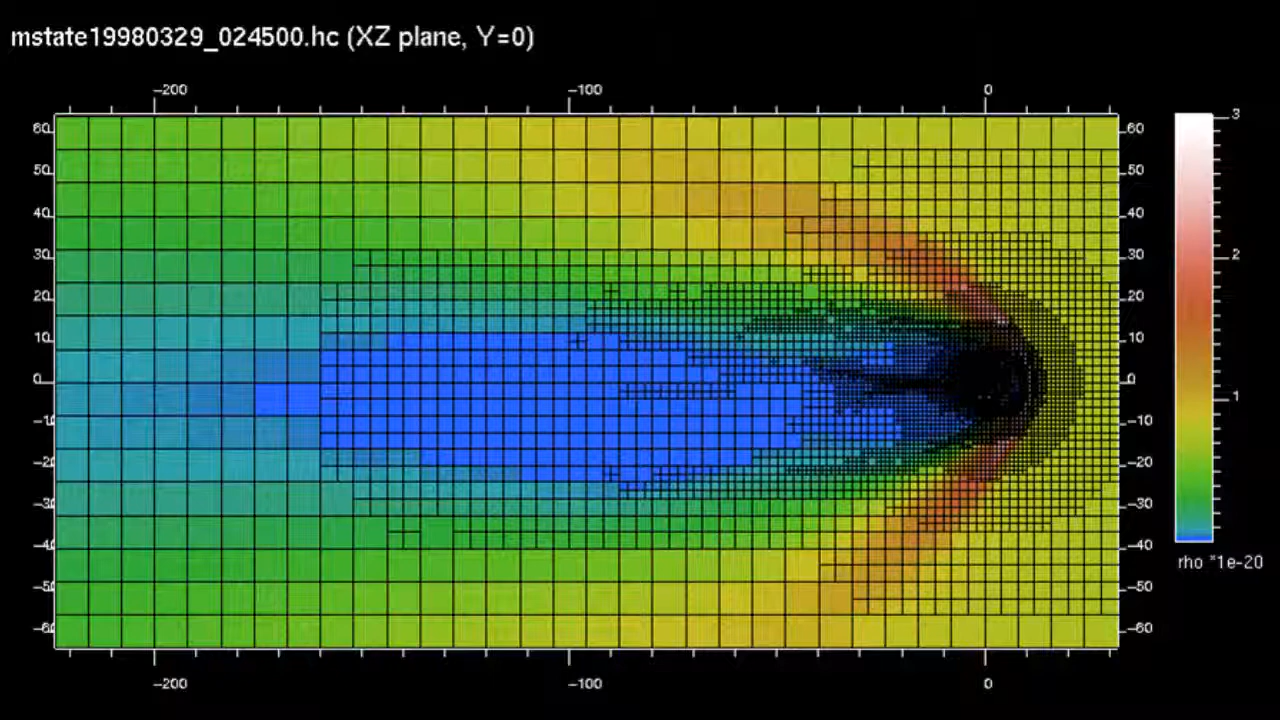 mstate19980329_024500.hc (XZ plane, Y=0)
-200 -100 0
60 60 3
50 50
40 40
30 30 2
20 20
10 10
0 0 1
-10 -10
-20 -20
-30 -30
-40 -40
-50 -50
-60 -60
rho *1e-20
-200 -100 0